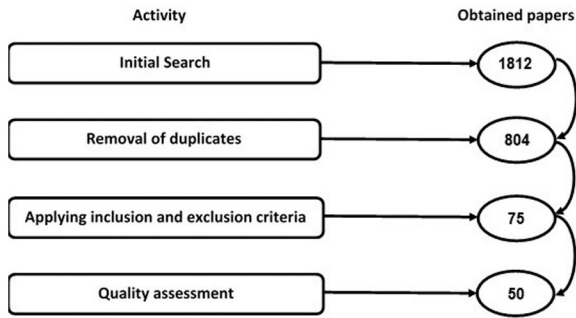 Activity Obtained papers
Initial Search 1812
Removal of duplicates 804
Applying inclusion and exclusion criteria 75
Quality assessment 50